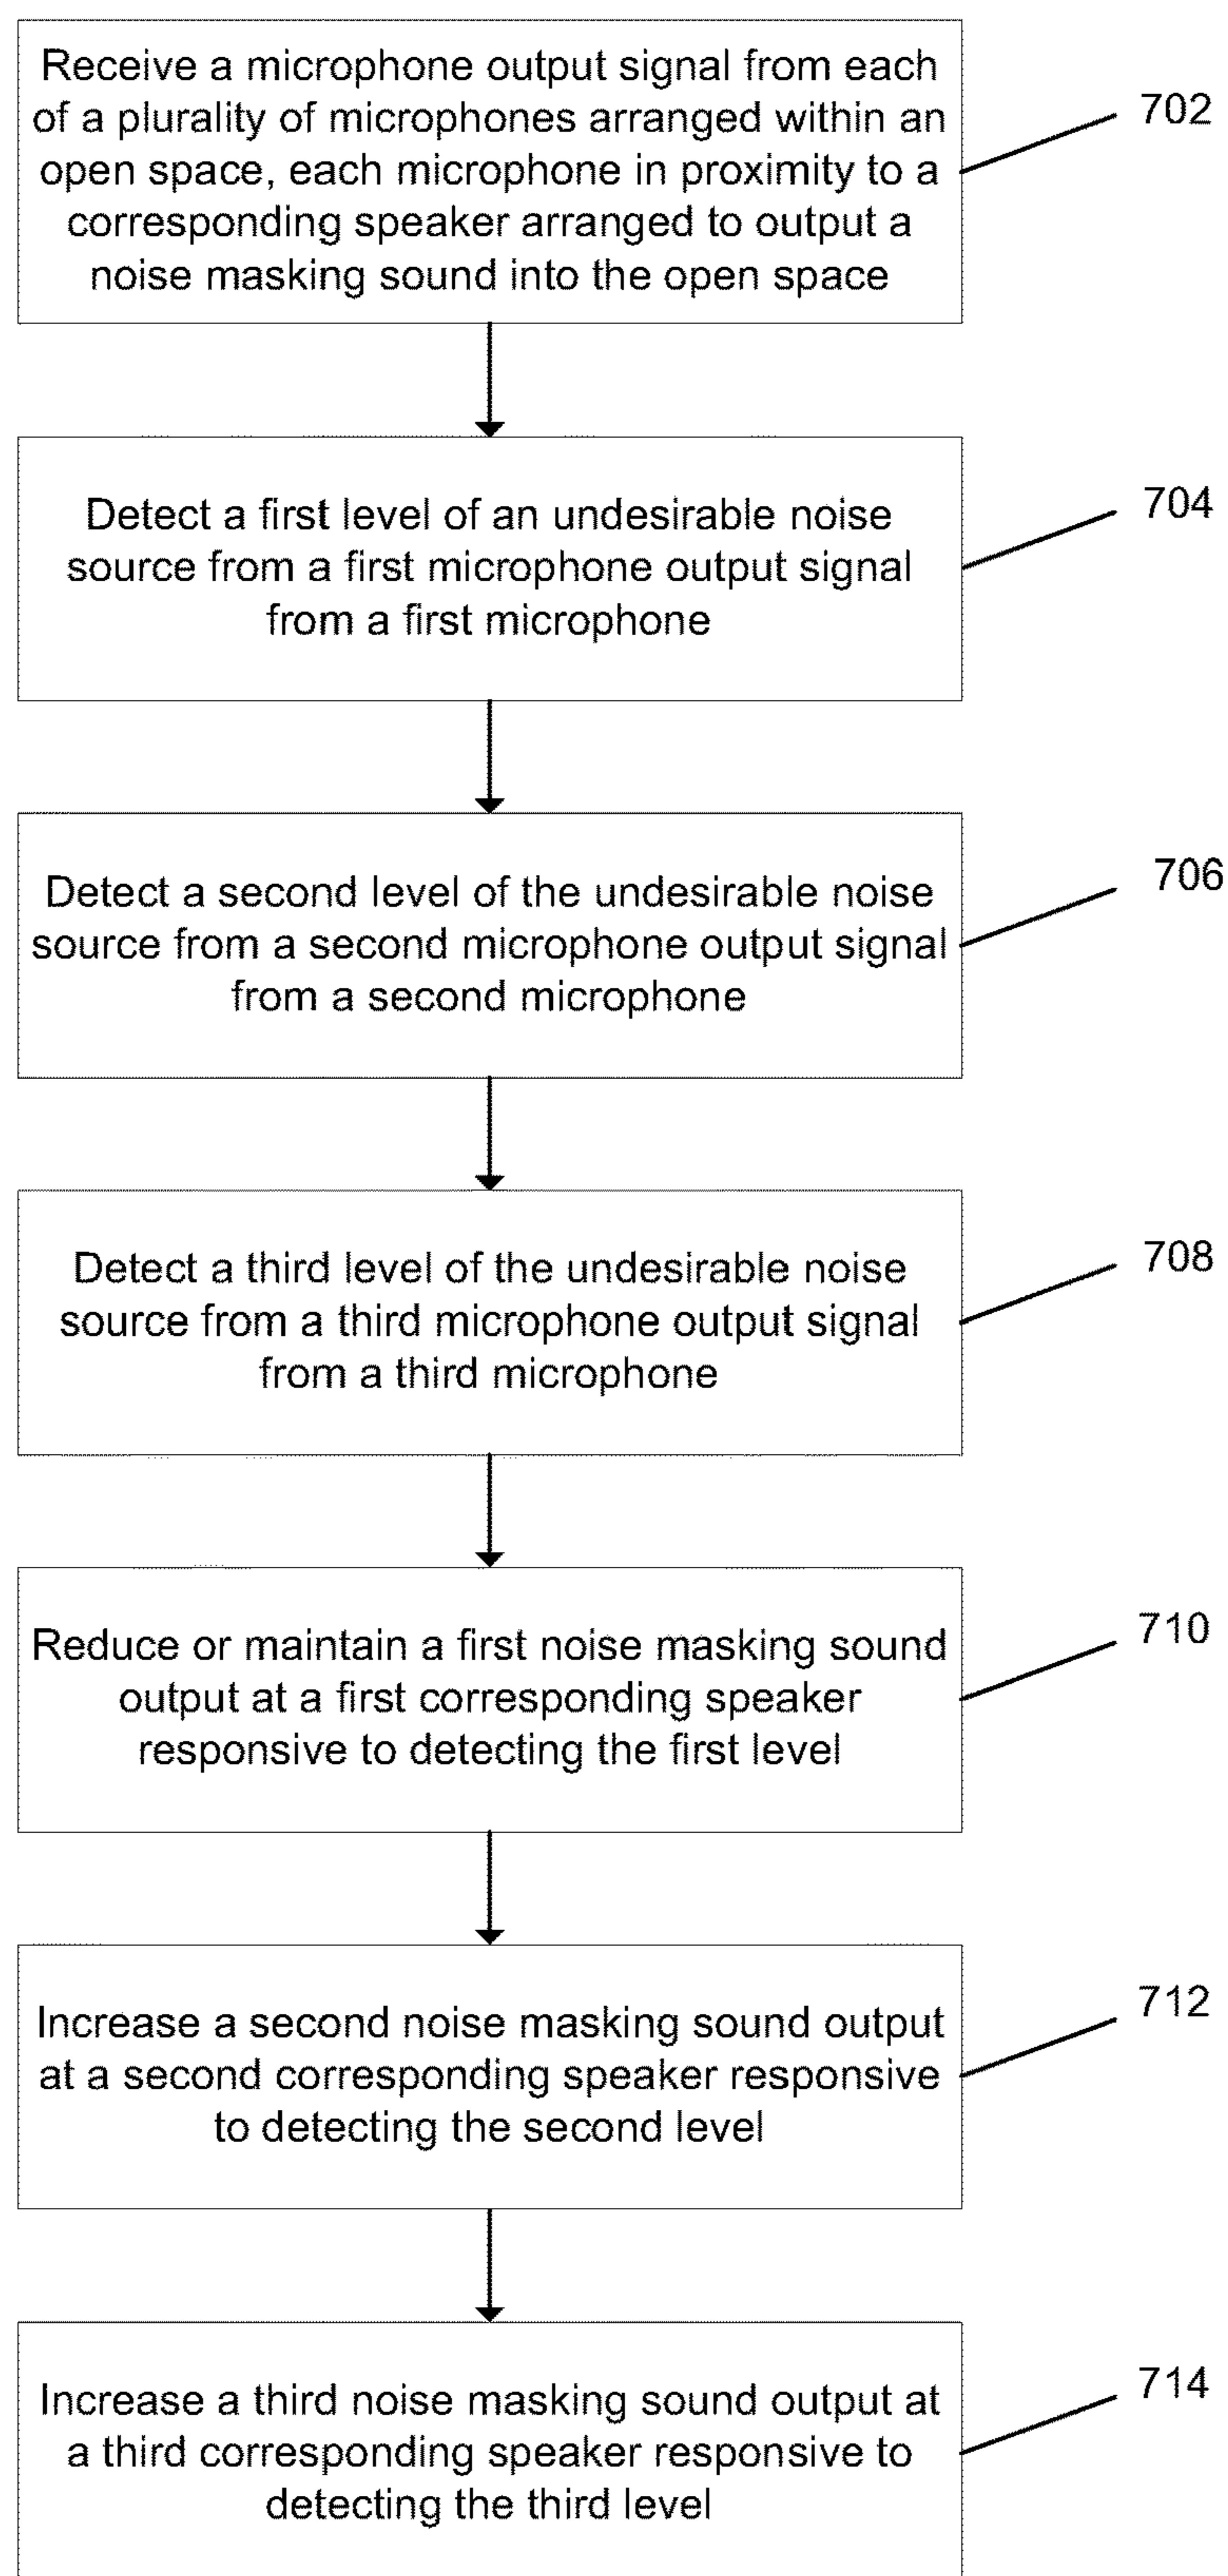 Receive a microphone output signal from each
of a plurality of microphones arranged within an
open space, each microphone in proximity to a
corresponding speaker arranged to output a
noise masking sound into the open space
702
Detect a first level of an undesirable noise
source from a first microphone output signal
from a first microphone
704
Detect a second level of the undesirable noise
source from a second microphone output signal
from a second microphone
706
Detect a third level of the undesirable noise
source from a third microphone output signal
from a third microphone
708
Reduce or maintain a first noise masking sound
output at a first corresponding speaker
responsive to detecting the first level
710
Increase a second noise masking sound output
at a second corresponding speaker responsive
to detecting the second level
712
Increase a third noise masking sound output at
a third corresponding speaker responsive to
detecting the third level
714